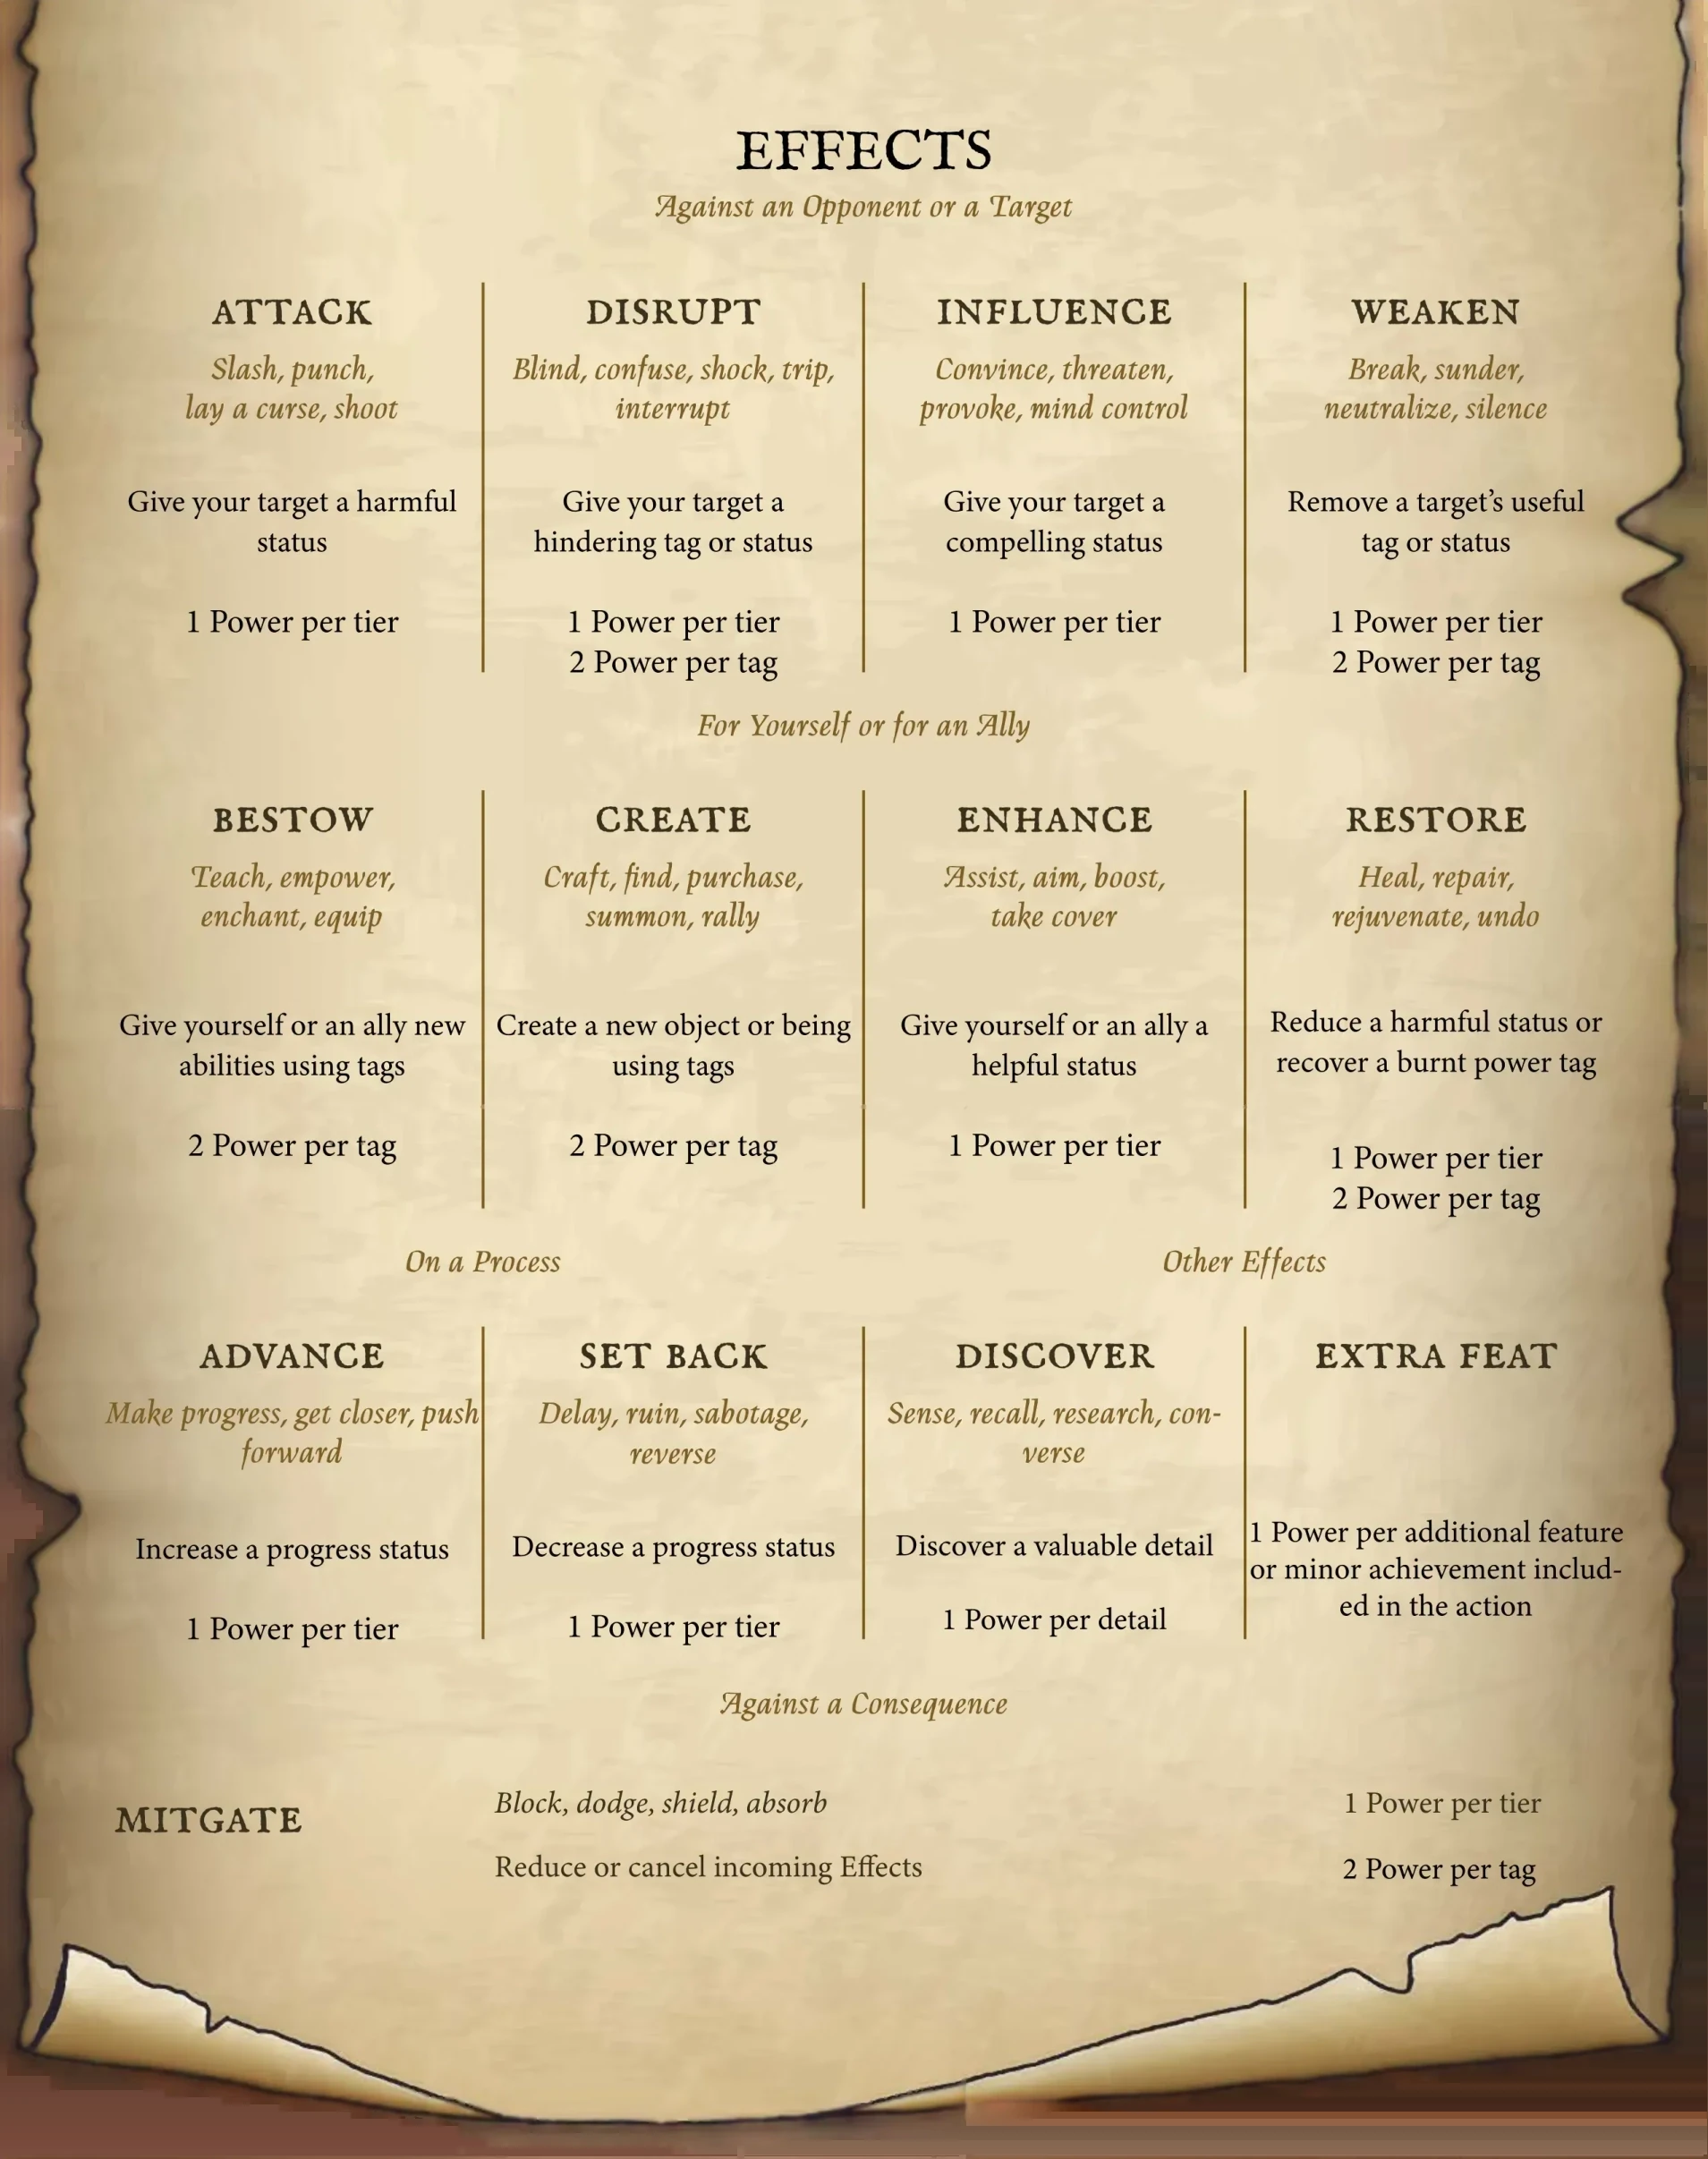 EFFECTS
Against an Opponent or a Target
ATTACK
Slash, punch,
lay a curse, shoot
Give your target a harmful
status
1 Power per tier
DISRUPT
Blind, confuse, shock, trip,
interrupt
Give your target a
hindering tag or status
1 Power per tier
2 Power per tag
INFLUENCE
Convince, threaten,
provoke, mind control
Give your target a
compelling status
1 Power per tier
WEAKEN
Break, sunder,
neutralize, silence
Remove a target’s useful
tag or status
1 Power per tier
2 Power per tag
For Yourself or for an Ally
BESTOW
Teach, empower,
enchant, equip
Give yourself or an ally new
abilities using tags
2 Power per tag
CREATE
Craft, find, purchase,
summon, rally
Create a new object or being
using tags
2 Power per tag
ENHANCE
Assist, aim, boost,
take cover
Give yourself or an ally a
helpful status
1 Power per tier
RESTORE
Heal, repair,
rejuvenate, undo
Reduce a harmful status or
recover a burnt power tag
1 Power per tier
2 Power per tag
On a Process
ADVANCE
Make progress, get closer, push
forward
Increase a progress status
1 Power per tier
SET BACK
Delay, ruin, sabotage,
reverse
Decrease a progress status
1 Power per tier
Other Effects
DISCOVER
Sense, recall, research, con-
verse
Discover a valuable detail
1 Power per detail
EXTRA FEAT
1 Power per additional feature
or minor achievement includ-
ed in the action
Against a Consequence
MITGATE
Block, dodge, shield, absorb
Reduce or cancel incoming Effects
1 Power per tier
2 Power per tag